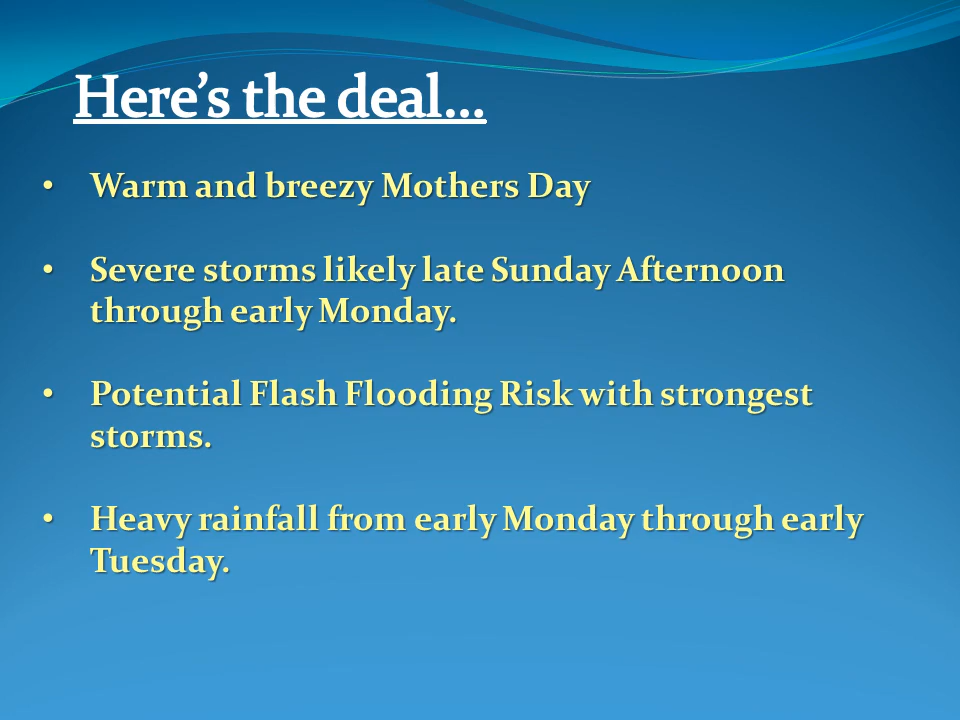 Here’s the deal…
• Warm and breezy Mothers Day
• Severe storms likely late Sunday Afternoon
through early Monday.
• Potential Flash Flooding Risk with strongest
storms.
• Heavy rainfall from early Monday through early
Tuesday.